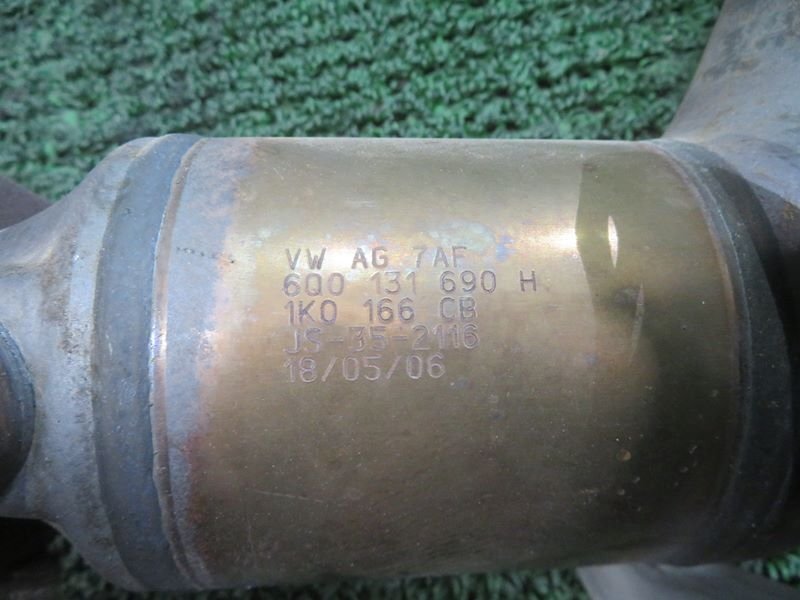 VW AG 7AF
6Q0 131 690 H
1K0 166 CB
JS-35-2116
18/05/06